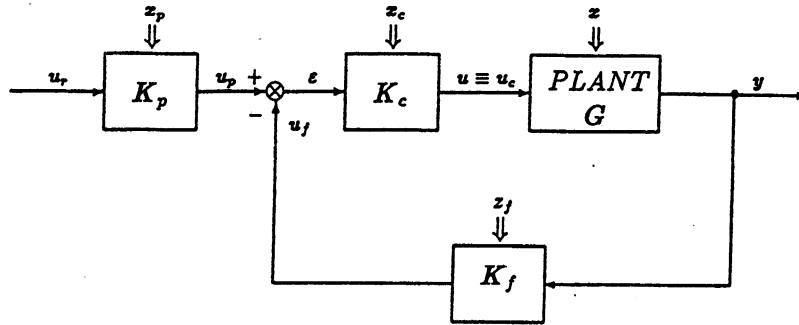 x_p
x_c
x
u_r
K_p
u_p
+
−
ε
K_c
u ≡ u_c
PLANT
G
y
u_f
z_f
K_f